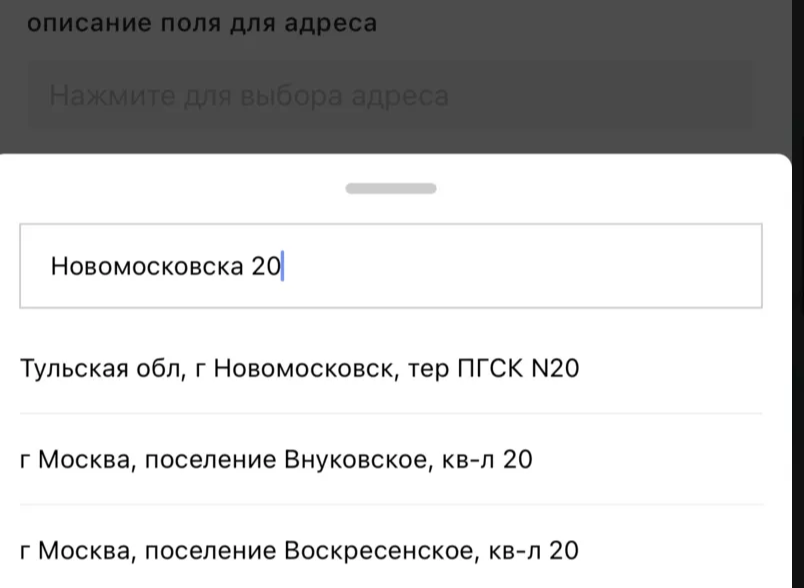 описание поля для адреса
Нажмите для выбора адреса
Новомосковска 20
Тульская обл, г Новомосковск, тер ПГСК N20
г Москва, поселение Внуковское, кв-л 20
г Москва, поселение Воскресенское, кв-л 20